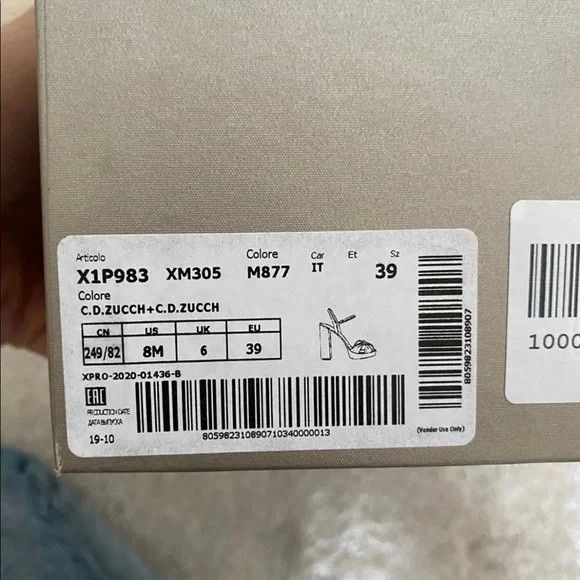 Articolo
X1P983 XM305 Colore M877 Car IT Et Sz 39
Colore
C.D.ZUCCH+C.D.ZUCCH
CN US UK EU
249/82 8M 6 39
XPRO-2020-01436-B
EAC
PRODUCTION DATE
ДАТА ВЫПУСКА
19-10
805982310890710340000013
8059823108907
(Vendor Use Only)
1000